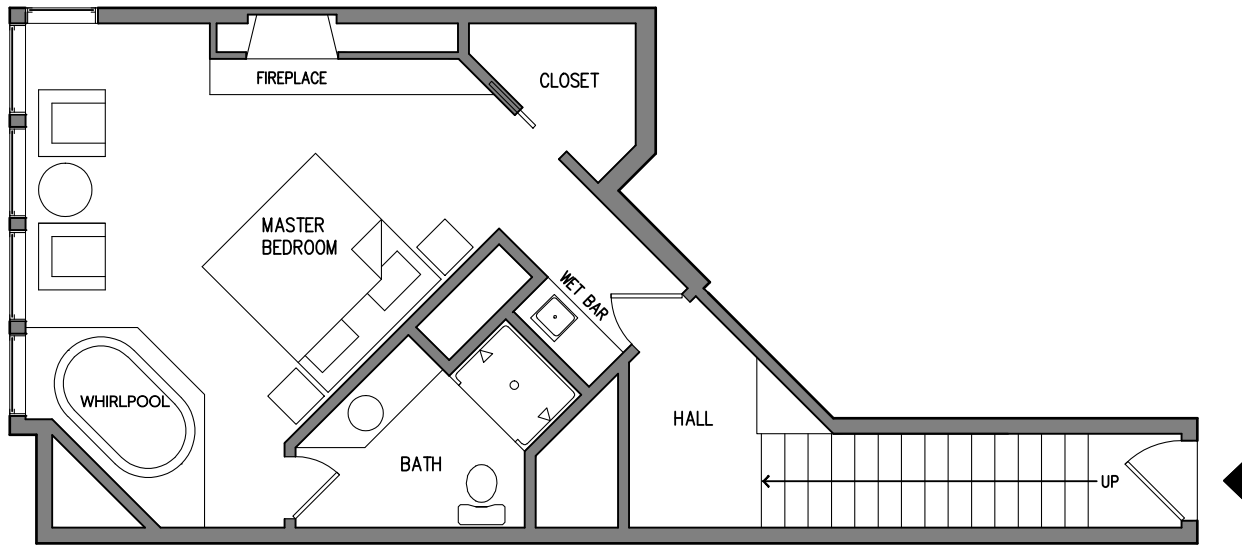 FIREPLACE
CLOSET
MASTER
BEDROOM
WET BAR
WHIRLPOOL
HALL
BATH
UP